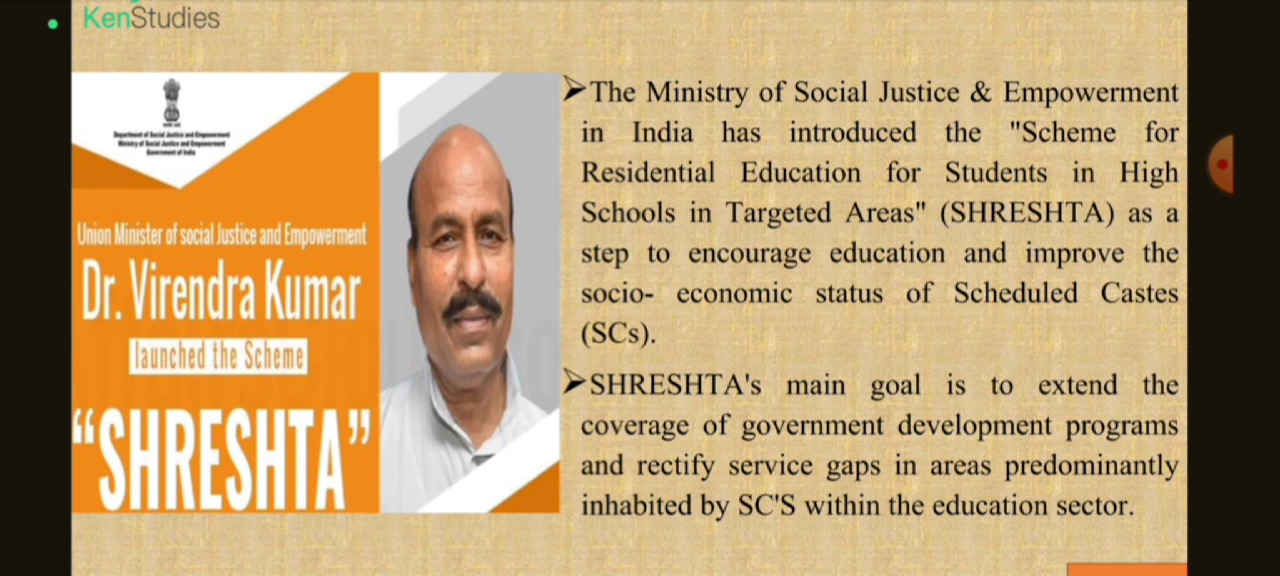 KenStudies
Department of Social Justice and Empowerment
Ministry of Social Justice and Empowerment
Government of India
Union Minister of social Justice and Empowerment
Dr. Virendra Kumar
launched the Scheme
“SHRESHTA”
➢The Ministry of Social Justice & Empowerment
in India has introduced the "Scheme for
Residential Education for Students in High
Schools in Targeted Areas" (SHRESHTA) as a
step to encourage education and improve the
socio- economic status of Scheduled Castes
(SCs).
➢SHRESHTA's main goal is to extend the
coverage of government development programs
and rectify service gaps in areas predominantly
inhabited by SC'S within the education sector.